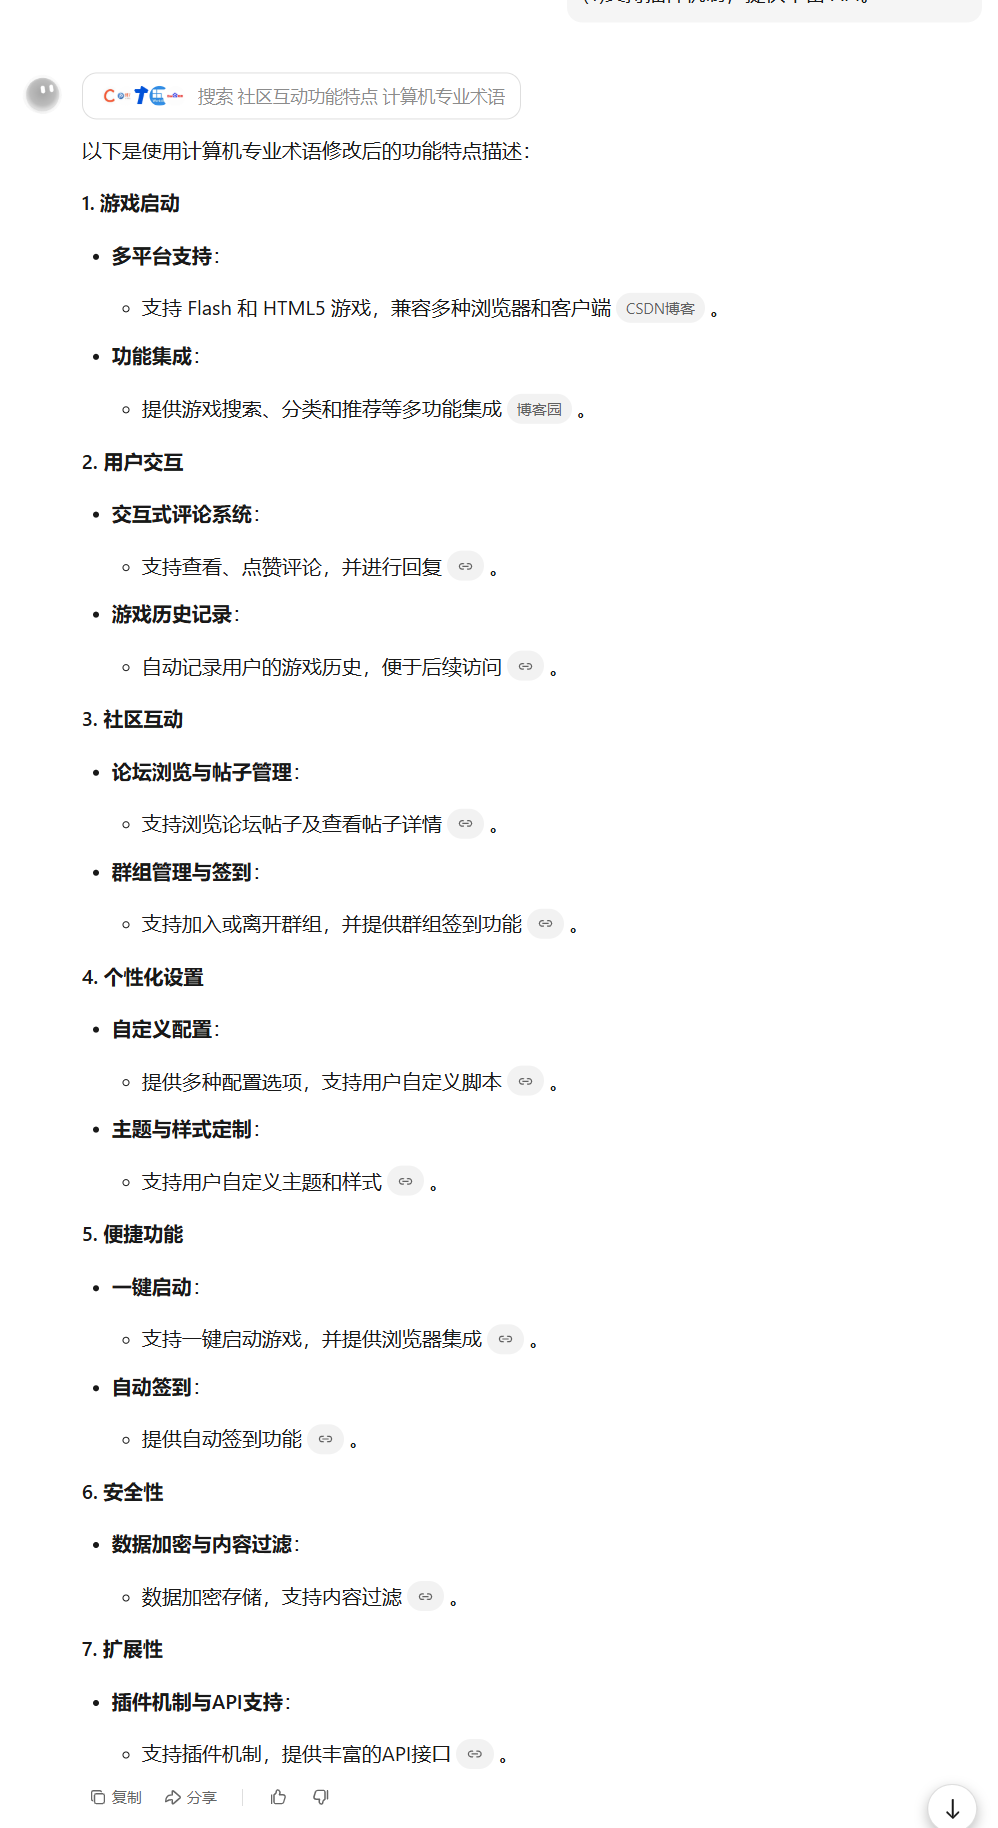 搜索 社区互动功能特点 计算机专业术语
以下是使用计算机专业术语修改后的功能特点描述：
1. 游戏启动
多平台支持：
支持 Flash 和 HTML5 游戏，兼容多种浏览器和客户端 CSDN博客 。
功能集成：
提供游戏搜索、分类和推荐等多功能集成 博客园 。
2. 用户交互
交互式评论系统：
支持查看、点赞评论，并进行回复 。
游戏历史记录：
自动记录用户的游戏历史，便于后续访问 。
3. 社区互动
论坛浏览与帖子管理：
支持浏览论坛帖子及查看帖子详情 。
群组管理与签到：
支持加入或离开群组，并提供群组签到功能 。
4. 个性化设置
自定义配置：
提供多种配置选项，支持用户自定义脚本 。
主题与样式定制：
支持用户自定义主题和样式 。
5. 便捷功能
一键启动：
支持一键启动游戏，并提供浏览器集成 。
自动签到：
提供自动签到功能 。
6. 安全性
数据加密与内容过滤：
数据加密存储，支持内容过滤 。
7. 扩展性
插件机制与API支持：
支持插件机制，提供丰富的API接口 。
复制 分享